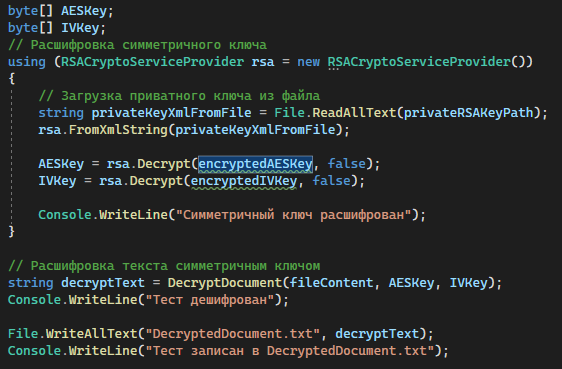 byte[] AESKey;
byte[] IVKey;
// Расшифровка симметричного ключа
using (RSACryptoServiceProvider rsa = new RSACryptoServiceProvider())
{
// Загрузка приватного ключа из файла
string privateKeyXmlFromFile = File.ReadAllText(privateRSAKeyPath);
rsa.FromXmlString(privateKeyXmlFromFile);
AESKey = rsa.Decrypt(encryptedAESKey, false);
IVKey = rsa.Decrypt(encryptedIVKey, false);
Console.WriteLine("Симметричный ключ расшифрован");
}
// Расшифровка текста симметричным ключом
string decryptText = DecryptDocument(fileContent, AESKey, IVKey);
Console.WriteLine("Тест дешифрован");
File.WriteAllText("DecryptedDocument.txt", decryptText);
Console.WriteLine("Тест записан в DecryptedDocument.txt");